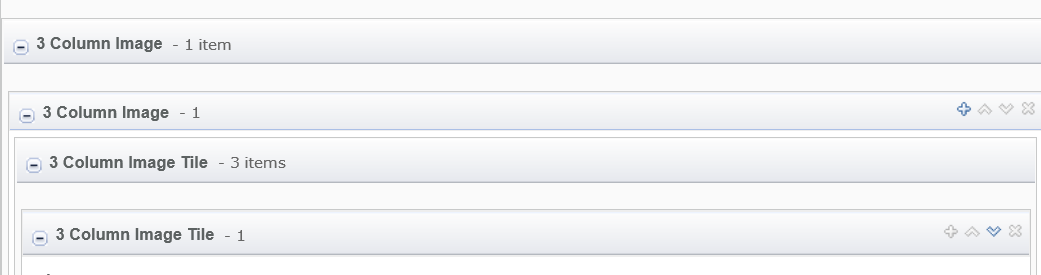 3 Column Image - 1 item
3 Column Image - 1
3 Column Image Tile - 3 items
3 Column Image Tile - 1